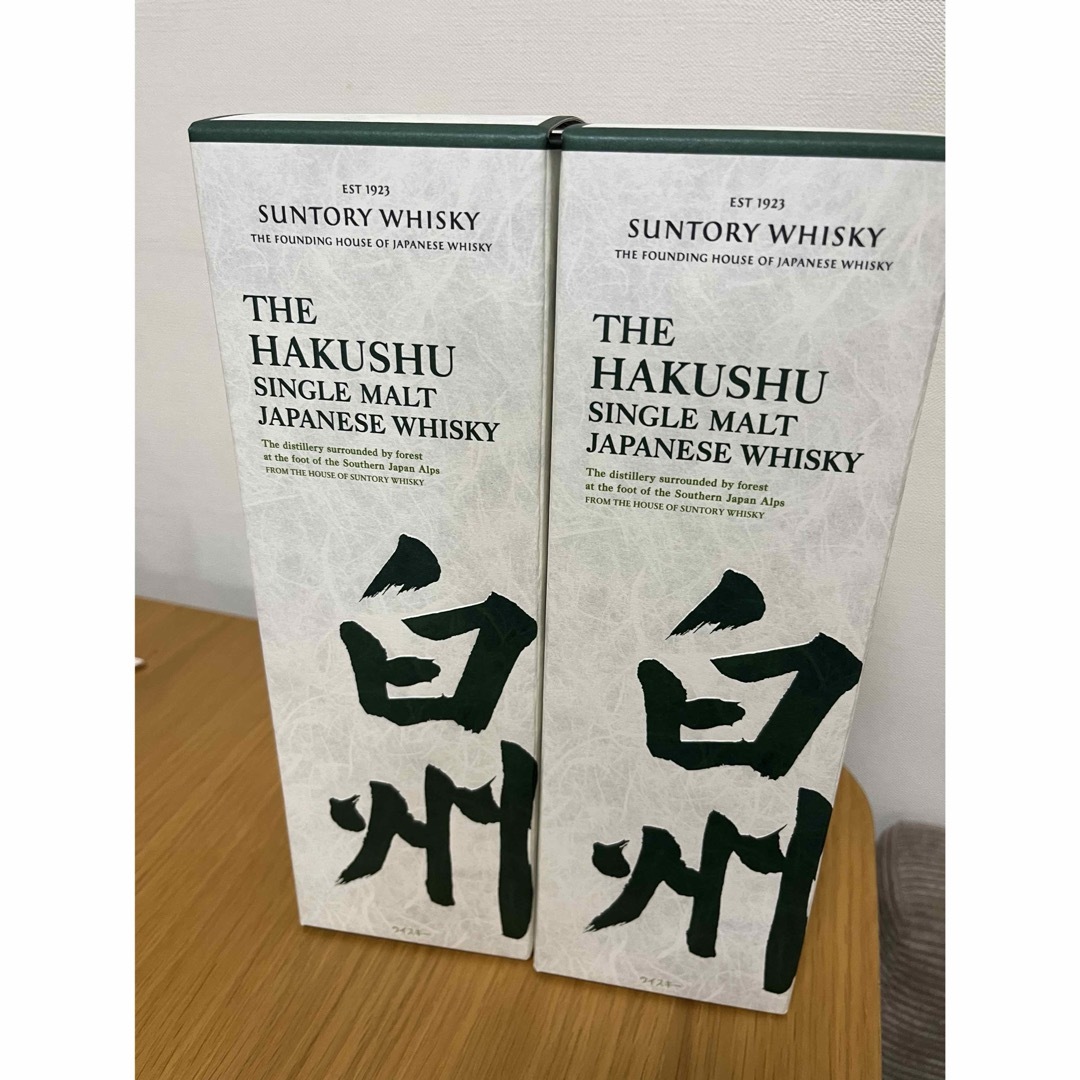 EST 1923
SUNTORY WHISKY
THE FOUNDING HOUSE OF JAPANESE WHISKY
THE
HAKUSHU
SINGLE MALT
JAPANESE WHISKY
The distillery surrounded by forest
at the foot of the Southern Japan Alps
FROM THE HOUSE OF SUNTORY WHISKY
白
州
ウイスキー
EST 1923
SUNTORY WHISKY
THE FOUNDING HOUSE OF JAPANESE WHISKY
THE
HAKUSHU
SINGLE MALT
JAPANESE WHISKY
The distillery surrounded by forest
at the foot of the Southern Japan Alps
FROM THE HOUSE OF SUNTORY WHISKY
白
州
ウイスキー